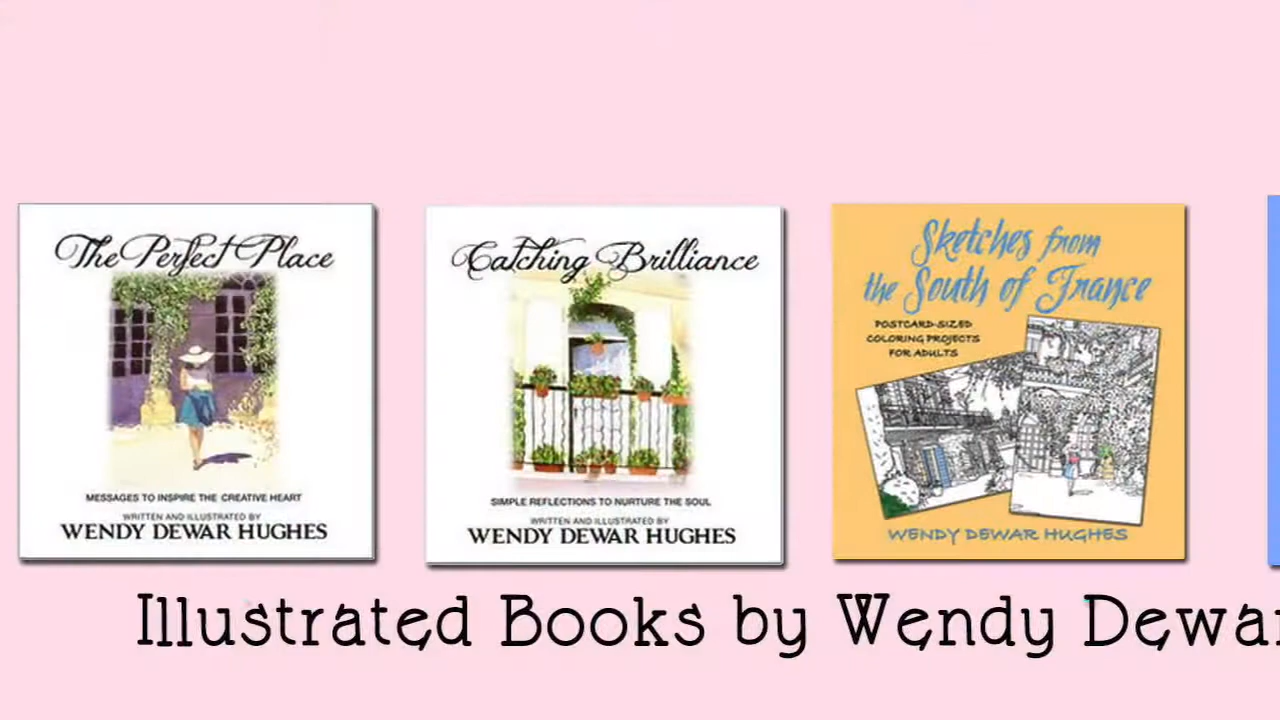 The Perfect Place
MESSAGES TO INSPIRE THE CREATIVE HEART
WRITTEN AND ILLUSTRATED BY
WENDY DEWAR HUGHES
Catching Brilliance
SIMPLE REFLECTIONS TO NURTURE THE SOUL
WRITTEN AND ILLUSTRATED BY
WENDY DEWAR HUGHES
Sketches from
the South of France
POSTCARD-SIZED
COLORING PROJECTS
FOR ADULTS
WENDY DEWAR HUGHES
Illustrated Books by Wendy Dewa